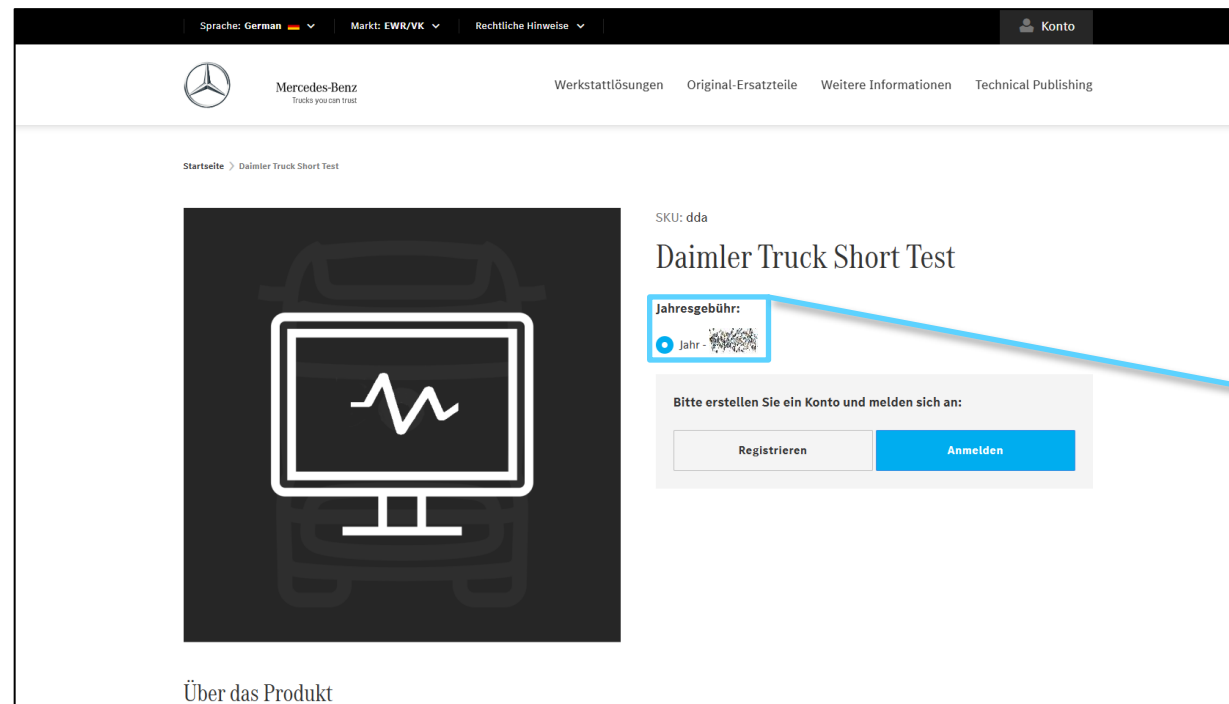 Sprache: German Markt: EWR/VK Rechtliche Hinweise Konto
Mercedes-Benz
Trucks you can trust
Werkstattlösungen Original-Ersatzteile Weitere Informationen Technical Publishing
Startseite > Daimler Truck Short Test
SKU: dda
Daimler Truck Short Test
Jahresgebühr:
Jahr -
Bitte erstellen Sie ein Konto und melden sich an:
Registrieren Anmelden
Über das Produkt